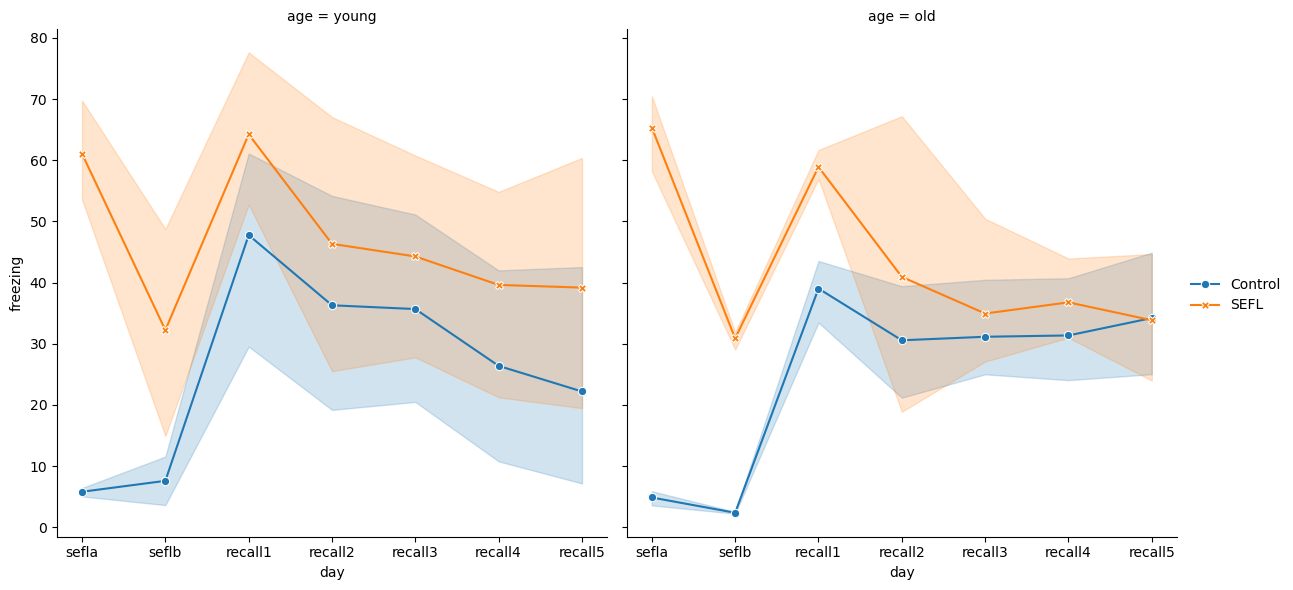 age = young
age = old
freezing
80
70
60
50
40
30
20
10
0
sefla seflb recall1 recall2 recall3 recall4 recall5
day
sefla seflb recall1 recall2 recall3 recall4 recall5
day
Control
SEFL